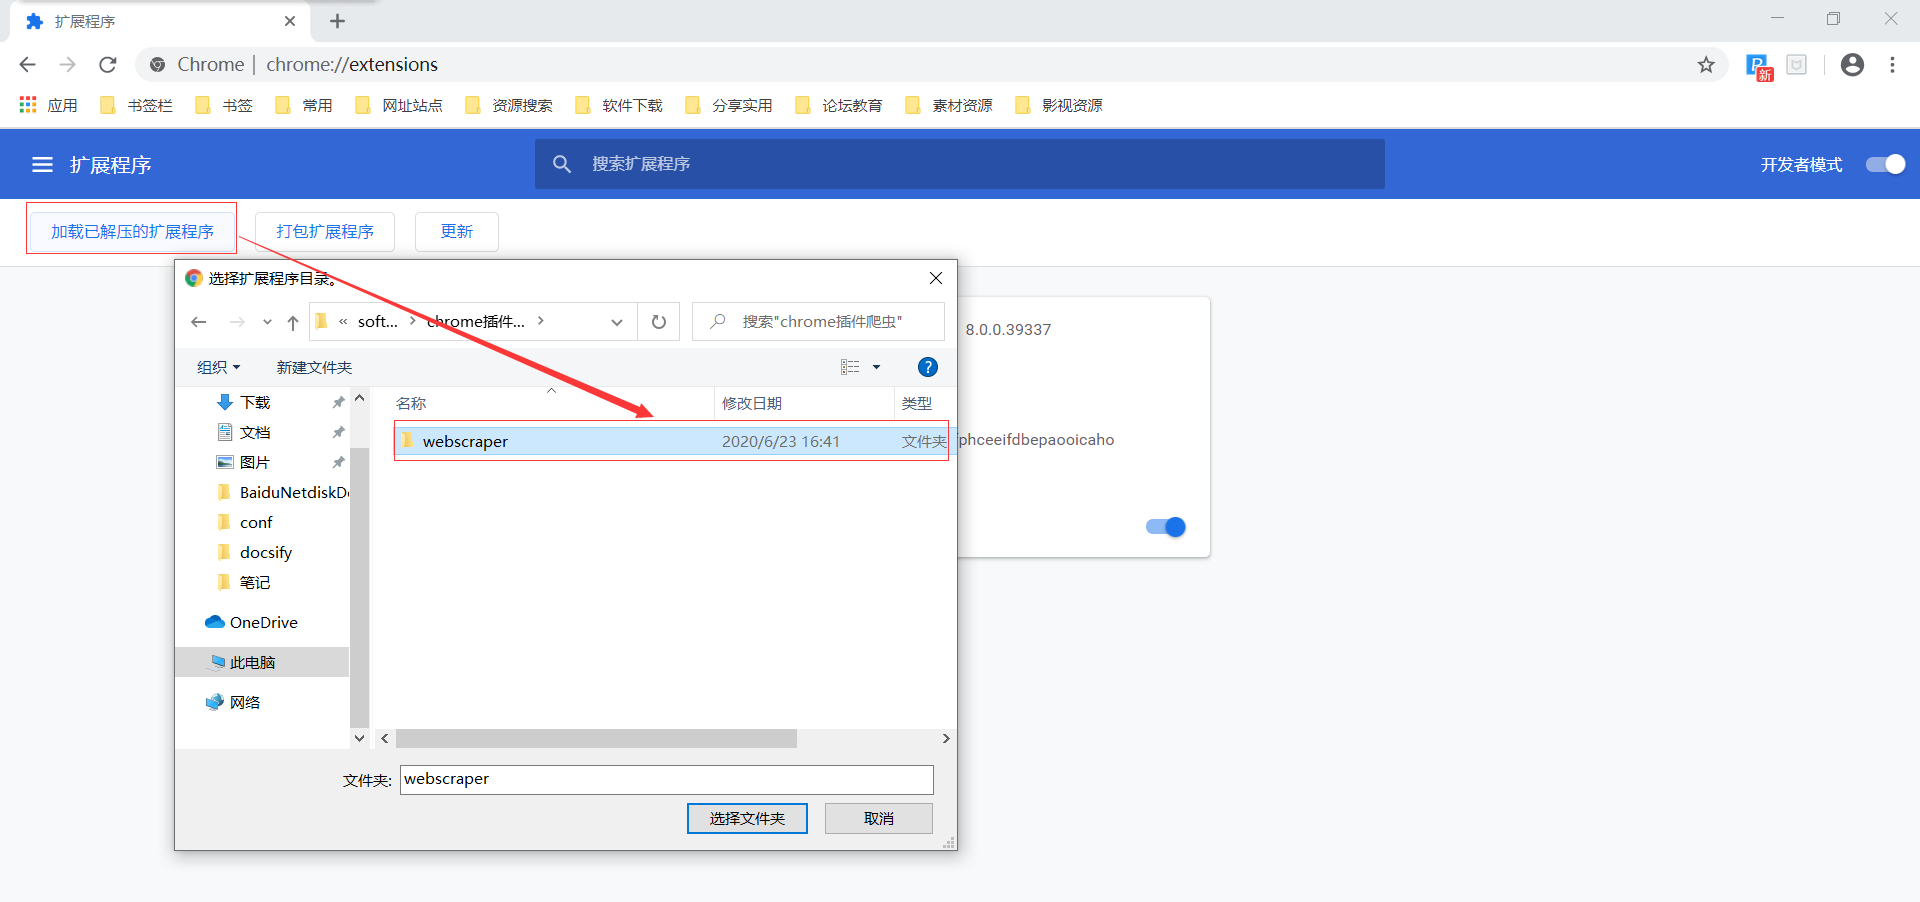 扩展程序
Chrome | chrome://extensions
新
应用 书签栏 书签 常用 网址站点 资源搜索 软件下载 分享实用 论坛教育 素材资源 影视资源
扩展程序 搜索扩展程序 开发者模式
加载已解压的扩展程序 打包扩展程序 更新
选择扩展程序目录。
« soft... › chrome插件... › 搜索"chrome插件爬虫"
8.0.0.39337
组织 新建文件夹
名称 修改日期 类型
下载
webscraper 2020/6/23 16:41 文件夹
phceeifdbepaooicaho
文档
图片
BaiduNetdiskD
conf
docsify
笔记
OneDrive
此电脑
网络
文件夹: webscraper
选择文件夹 取消